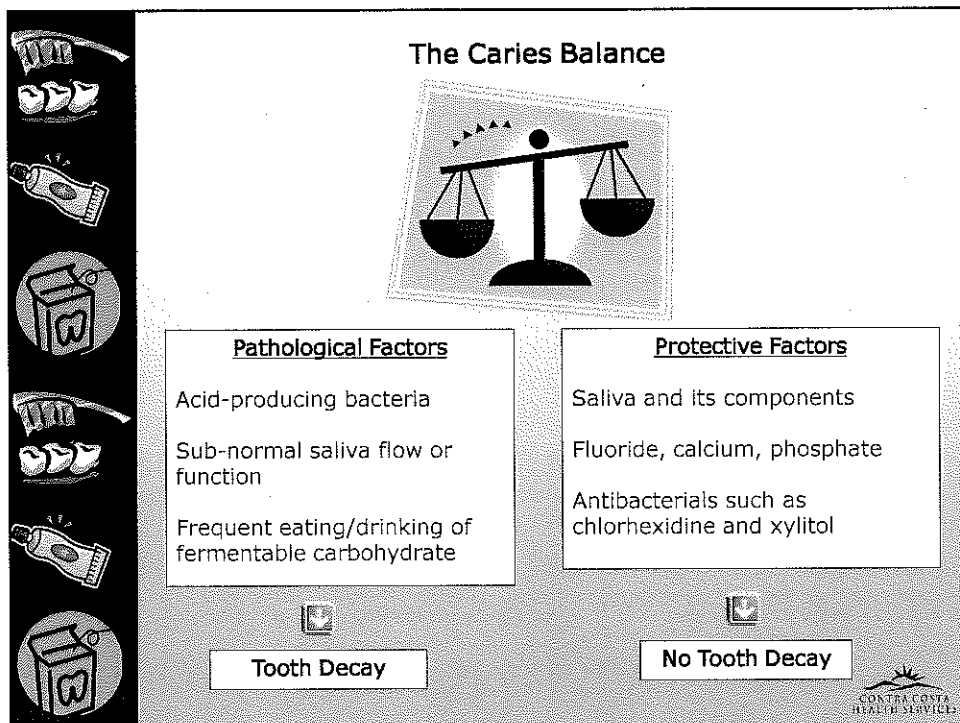 The Caries Balance
Pathological Factors
Acid-producing bacteria
Sub-normal saliva flow or
function
Frequent eating/drinking of
fermentable carbohydrate
Tooth Decay
Protective Factors
Saliva and its components
Fluoride, calcium, phosphate
Antibacterials such as
chlorhexidine and xylitol
No Tooth Decay
CONTRA COSTA
HEALTH SERVICES